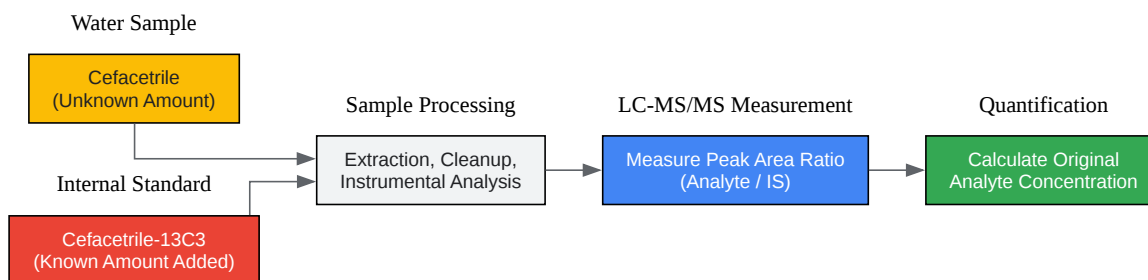 Water Sample
Cefacetrile
(Unknown Amount)
Internal Standard
Cefacetrile-13C3
(Known Amount Added)
Sample Processing
Extraction, Cleanup,
Instrumental Analysis
LC-MS/MS Measurement
Measure Peak Area Ratio
(Analyte / IS)
Quantification
Calculate Original
Analyte Concentration